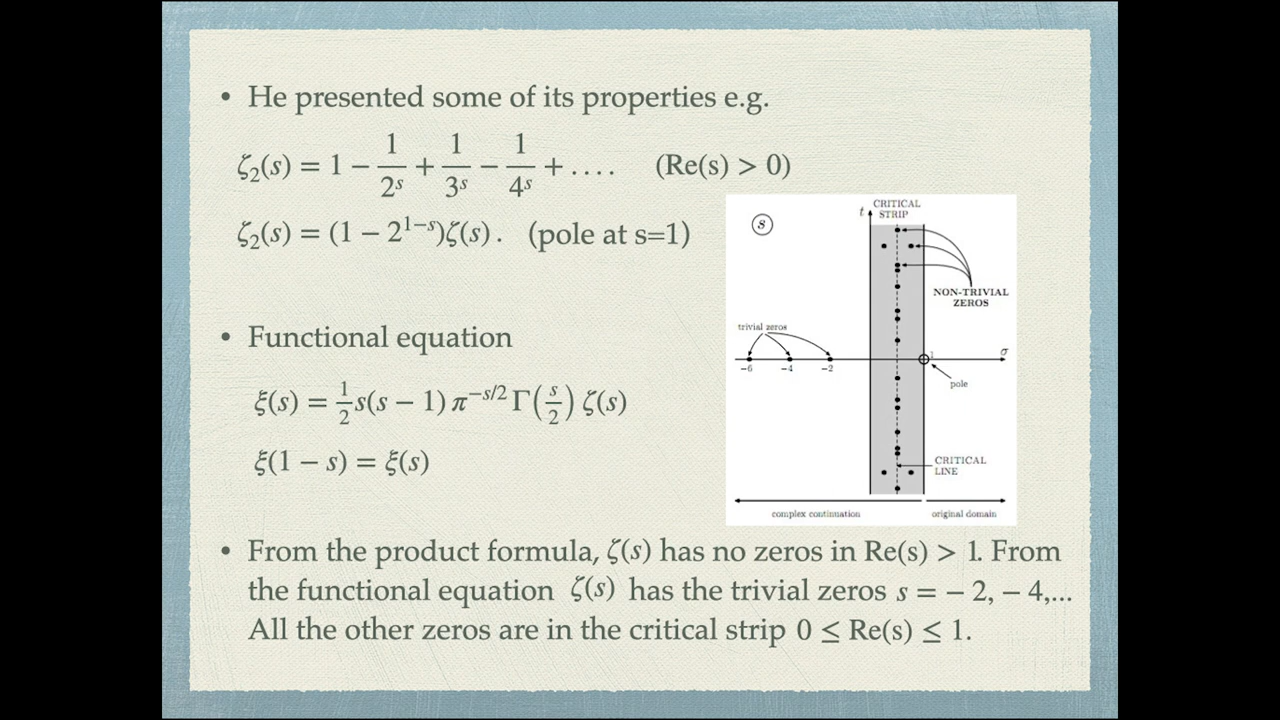 • He presented some of its properties e.g.
ζ₂(s) = 1 − 1/2ˢ + 1/3ˢ − 1/4ˢ + .... (Re(s) > 0)
ζ₂(s) = (1 − 2¹⁻ˢ)ζ(s) . (pole at s=1)
• Functional equation
ξ(s) = ½s(s − 1) π^(−s/2) Γ(s/2) ζ(s)
ξ(1 − s) = ξ(s)
s
t
CRITICAL
STRIP
NON-TRIVIAL
ZEROS
trivial zeros
−6 −4 −2 1 σ
pole
CRITICAL
LINE
complex continuation original domain
• From the product formula, ζ(s) has no zeros in Re(s) > 1. From
the functional equation ζ(s) has the trivial zeros s = − 2, − 4,...
All the other zeros are in the critical strip 0 ≤ Re(s) ≤ 1.